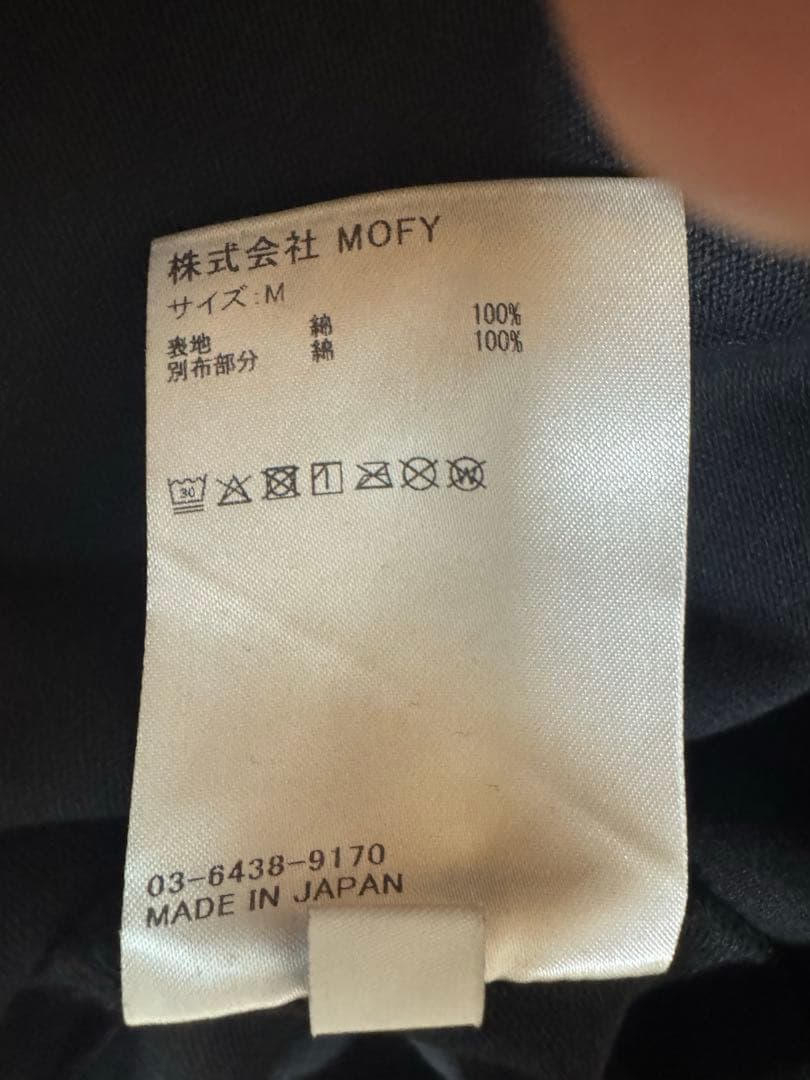 株式会社 MOFY
サイズ:M
表地 綿 100%
別布部分 綿 100%
30
W
03-6438-9170
MADE IN JAPAN